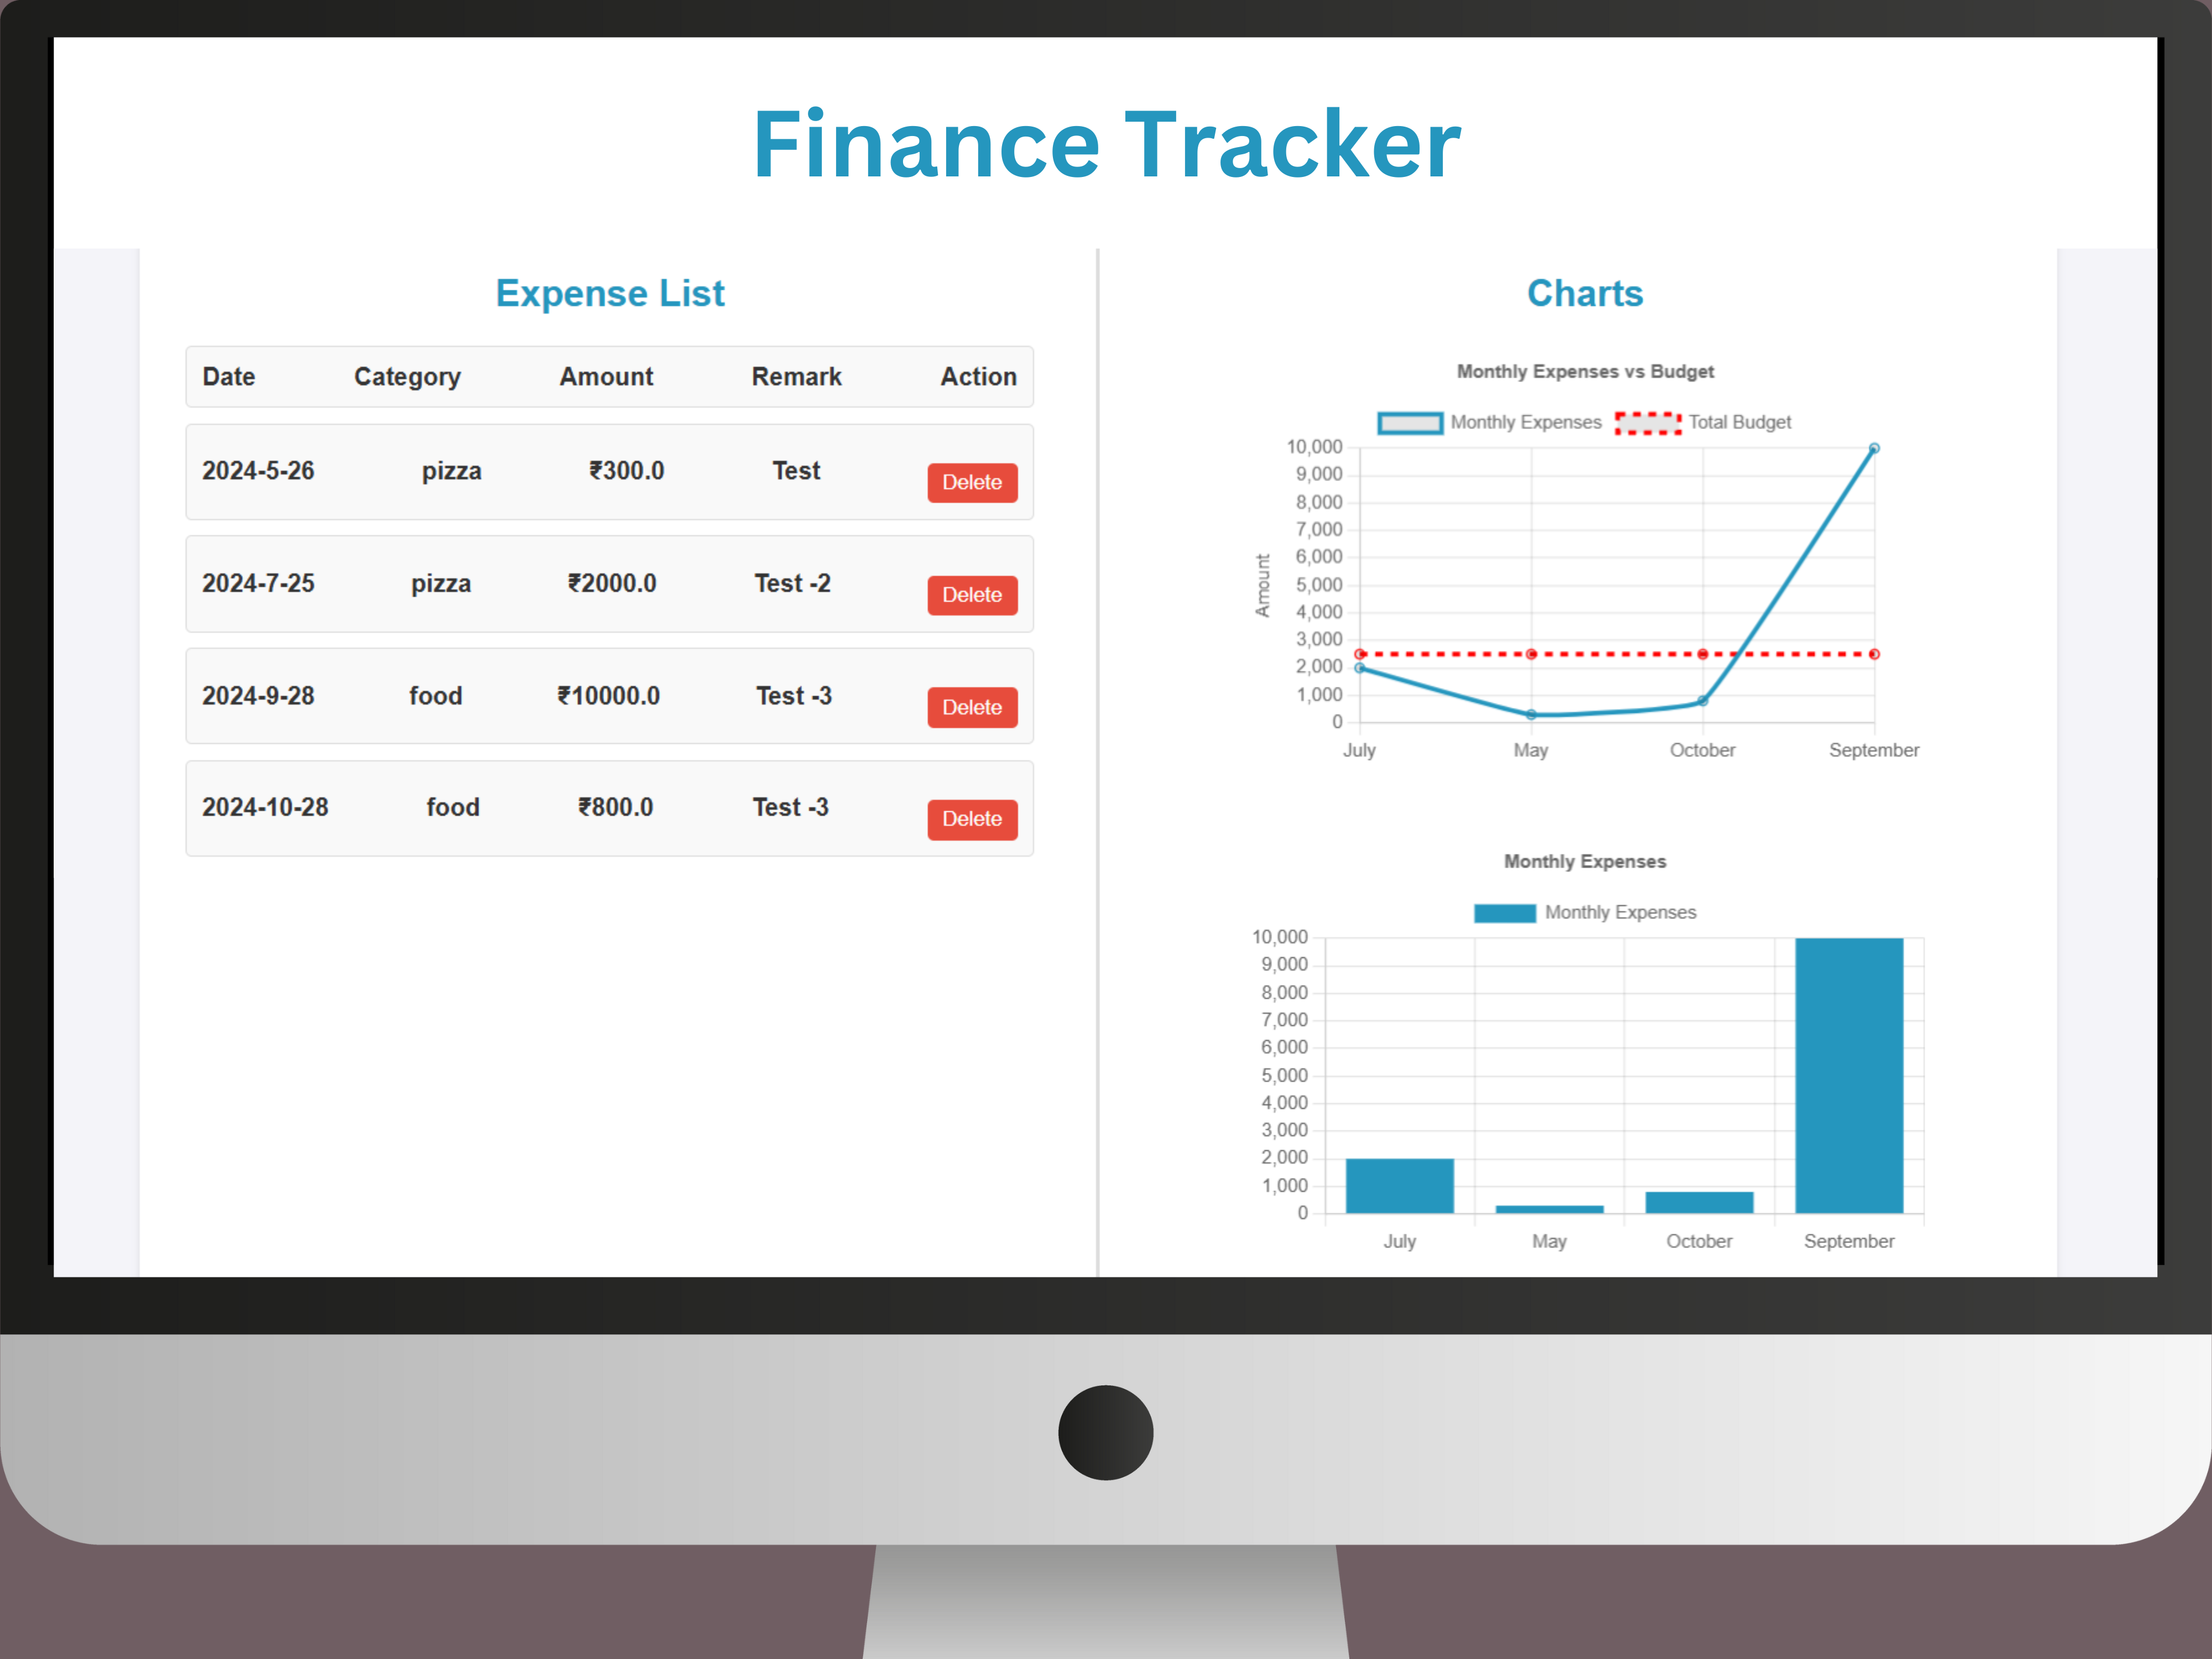 Finance Tracker
Expense List
Date Category Amount Remark Action
2024-5-26 pizza ₹300.0 Test Delete
2024-7-25 pizza ₹2000.0 Test -2 Delete
2024-9-28 food ₹10000.0 Test -3 Delete
2024-10-28 food ₹800.0 Test -3 Delete
Charts
Monthly Expenses vs Budget
Monthly Expenses Total Budget
10,000
9,000
8,000
7,000
6,000
5,000
4,000
3,000
2,000
1,000
0
Amount
July May October September
Monthly Expenses
Monthly Expenses
10,000
9,000
8,000
7,000
6,000
5,000
4,000
3,000
2,000
1,000
0
July May October September